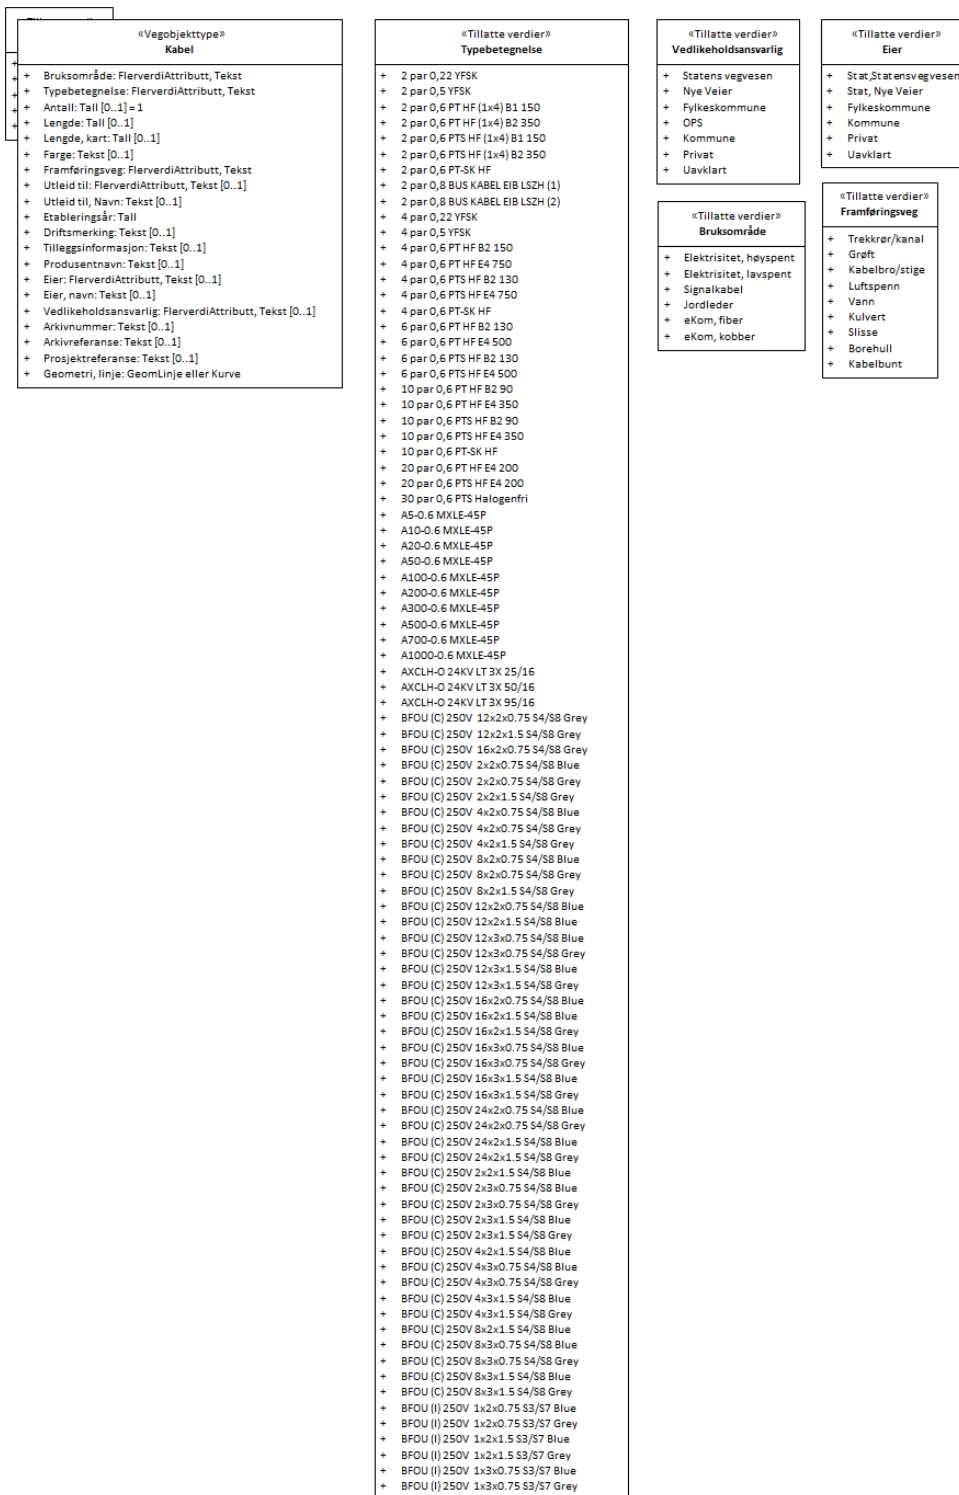 «Vegobjekttype»
Kabel
+ Bruksområde: FlerverdiAttributt, Tekst
+ Typebetegnelse: FlerverdiAttributt, Tekst
+ Antall: Tall [0..1] = 1
+ Lengde: Tall [0..1]
+ Lengde, kart: Tall [0..1]
+ Farge: Tekst [0..1]
+ Framføringsveg: FlerverdiAttributt, Tekst
+ Utleid til: FlerverdiAttributt, Tekst [0..1]
+ Utleid til, Navn: Tekst [0..1]
+ Etableringsår: Tall
+ Driftsmerking: Tekst [0..1]
+ Tilleggsinformasjon: Tekst [0..1]
+ Produsentnavn: Tekst [0..1]
+ Eier: FlerverdiAttributt, Tekst [0..1]
+ Eier, navn: Tekst [0..1]
+ Vedlikeholdsansvarlig: FlerverdiAttributt, Tekst [0..1]
+ Arkivnummer: Tekst [0..1]
+ Arkivreferanse: Tekst [0..1]
+ Prosjektreferanse: Tekst [0..1]
+ Geometri, linje: GeomLinje eller Kurve
«Tillatte verdier»
Typebetegnelse
+ 2 par 0,22 YFSK
+ 2 par 0,5 YFSK
+ 2 par 0,6 PT HF (1x4) B1 150
+ 2 par 0,6 PT HF (1x4) B2 350
+ 2 par 0,6 PTS HF (1x4) B1 150
+ 2 par 0,6 PTS HF (1x4) B2 350
+ 2 par 0,6 PT-SK HF
+ 2 par 0,8 BUS KABEL EIB LSZH (1)
+ 2 par 0,8 BUS KABEL EIB LSZH (2)
+ 4 par 0,22 YFSK
+ 4 par 0,5 YFSK
+ 4 par 0,6 PT HF B2 150
+ 4 par 0,6 PT HF E4 750
+ 4 par 0,6 PTS HF B2 130
+ 4 par 0,6 PTS HF E4 750
+ 4 par 0,6 PT-SK HF
+ 6 par 0,6 PT HF B2 130
+ 6 par 0,6 PT HF E4 500
+ 6 par 0,6 PTS HF B2 130
+ 6 par 0,6 PTS HF E4 500
+ 10 par 0,6 PT HF B2 90
+ 10 par 0,6 PT HF E4 350
+ 10 par 0,6 PTS HF B2 90
+ 10 par 0,6 PTS HF E4 350
+ 10 par 0,6 PT-SK HF
+ 20 par 0,6 PT HF E4 200
+ 20 par 0,6 PTS HF E4 200
+ 30 par 0,6 PTS Halogenfri
+ A5-0.6 MXLE-45P
+ A10-0.6 MXLE-45P
+ A20-0.6 MXLE-45P
+ A50-0.6 MXLE-45P
+ A100-0.6 MXLE-45P
+ A200-0.6 MXLE-45P
+ A300-0.6 MXLE-45P
+ A500-0.6 MXLE-45P
+ A700-0.6 MXLE-45P
+ A1000-0.6 MXLE-45P
+ AXCLH-O 24KV LT 3X 25/16
+ AXCLH-O 24KV LT 3X 50/16
+ AXCLH-O 24KV LT 3X 95/16
+ BFOU (C) 250V 12x2x0.75 S4/S8 Grey
+ BFOU (C) 250V 12x2x1.5 S4/S8 Grey
+ BFOU (C) 250V 16x2x0.75 S4/S8 Grey
+ BFOU (C) 250V 2x2x0.75 S4/S8 Blue
+ BFOU (C) 250V 2x2x0.75 S4/S8 Grey
+ BFOU (C) 250V 2x2x1.5 S4/S8 Grey
+ BFOU (C) 250V 4x2x0.75 S4/S8 Blue
+ BFOU (C) 250V 4x2x0.75 S4/S8 Grey
+ BFOU (C) 250V 4x2x1.5 S4/S8 Grey
+ BFOU (C) 250V 8x2x0.75 S4/S8 Blue
+ BFOU (C) 250V 8x2x0.75 S4/S8 Grey
+ BFOU (C) 250V 8x2x1.5 S4/S8 Grey
+ BFOU (C) 250V 12x2x0.75 S4/S8 Blue
+ BFOU (C) 250V 12x2x1.5 S4/S8 Blue
+ BFOU (C) 250V 12x3x0.75 S4/S8 Blue
+ BFOU (C) 250V 12x3x0.75 S4/S8 Grey
+ BFOU (C) 250V 12x3x1.5 S4/S8 Blue
+ BFOU (C) 250V 12x3x1.5 S4/S8 Grey
+ BFOU (C) 250V 16x2x0.75 S4/S8 Blue
+ BFOU (C) 250V 16x2x1.5 S4/S8 Blue
+ BFOU (C) 250V 16x2x1.5 S4/S8 Grey
+ BFOU (C) 250V 16x3x0.75 S4/S8 Blue
+ BFOU (C) 250V 16x3x0.75 S4/S8 Grey
+ BFOU (C) 250V 16x3x1.5 S4/S8 Blue
+ BFOU (C) 250V 16x3x1.5 S4/S8 Grey
+ BFOU (C) 250V 24x2x0.75 S4/S8 Blue
+ BFOU (C) 250V 24x2x0.75 S4/S8 Grey
+ BFOU (C) 250V 24x2x1.5 S4/S8 Blue
+ BFOU (C) 250V 24x2x1.5 S4/S8 Grey
+ BFOU (C) 250V 2x2x1.5 S4/S8 Blue
+ BFOU (C) 250V 2x3x0.75 S4/S8 Blue
+ BFOU (C) 250V 2x3x0.75 S4/S8 Grey
+ BFOU (C) 250V 2x3x1.5 S4/S8 Blue
+ BFOU (C) 250V 2x3x1.5 S4/S8 Grey
+ BFOU (C) 250V 4x2x1.5 S4/S8 Blue
+ BFOU (C) 250V 4x3x0.75 S4/S8 Blue
+ BFOU (C) 250V 4x3x0.75 S4/S8 Grey
+ BFOU (C) 250V 4x3x1.5 S4/S8 Blue
+ BFOU (C) 250V 4x3x1.5 S4/S8 Grey
+ BFOU (C) 250V 8x2x1.5 S4/S8 Blue
+ BFOU (C) 250V 8x3x0.75 S4/S8 Blue
+ BFOU (C) 250V 8x3x0.75 S4/S8 Grey
+ BFOU (C) 250V 8x3x1.5 S4/S8 Blue
+ BFOU (C) 250V 8x3x1.5 S4/S8 Grey
+ BFOU (I) 250V 1x2x0.75 S3/S7 Blue
+ BFOU (I) 250V 1x2x0.75 S3/S7 Grey
+ BFOU (I) 250V 1x2x1.5 S3/S7 Blue
+ BFOU (I) 250V 1x2x1.5 S3/S7 Grey
+ BFOU (I) 250V 1x3x0.75 S3/S7 Blue
+ BFOU (I) 250V 1x3x0.75 S3/S7 Grey
«Tillatte verdier»
Vedlikeholdsansvarlig
+ Statens vegvesen
+ Nye Veier
+ Fylkeskommune
+ OPS
+ Kommune
+ Privat
+ Uavklart
«Tillatte verdier»
Bruksområde
+ Elektrisitet, høyspent
+ Elektrisitet, lavspent
+ Signalkabel
+ Jordleder
+ eKom, fiber
+ eKom, kobber
«Tillatte verdier»
Eier
+ Stat,Statensvegvesen
+ Stat, Nye Veier
+ Fylkeskommune
+ Kommune
+ Privat
+ Uavklart
«Tillatte verdier»
Framføringsveg
+ Trekkrør/kanal
+ Grøft
+ Kabelbro/stige
+ Luftspenn
+ Vann
+ Kulvert
+ Slisse
+ Borehull
+ Kabelbunt